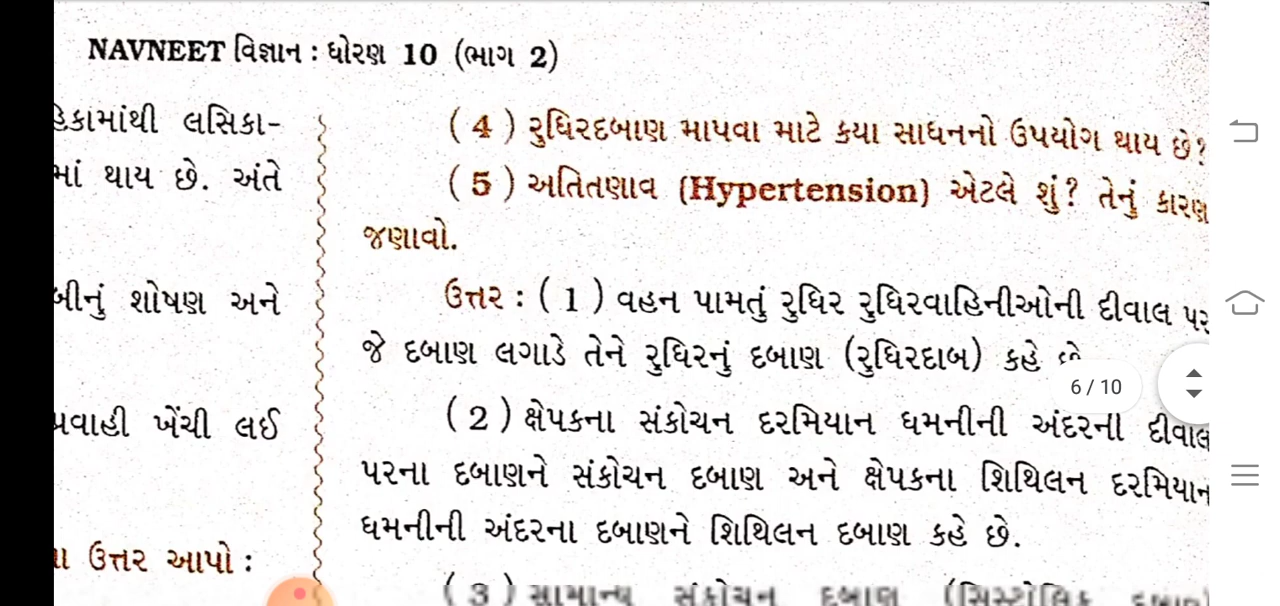 NAVNEET વિજ્ઞાન : ધોરણ 10 (ભાગ 2)
લસિકા-
માં થાય છે. અંતે
શોષણ અને
ખેંચી લઈ
ઉત્તર આપો :
( 4 ) રુધિરદબાણ માપવા માટે કયા સાધનનો ઉપયોગ થાય છે?
( 5 ) અતિતણાવ (Hypertension) એટલે શું? તેનું કારણ
જણાવો.
ઉત્તર : ( 1 ) વહન પામતું રુધિર રુધિરવાહિનીઓની દીવાલ પર
જે દબાણ લગાડે તેને રુધિરનું દબાણ (રુધિરદાબ) કહે
6 / 10
( 2 ) ક્ષેપકના સંકોચન દરમિયાન ધમનીની અંદરની દીવાલ
પરના દબાણને સંકોચન દબાણ અને ક્ષેપકના શિથિલન દરમિયાન
ધમનીની અંદરના દબાણને શિથિલન દબાણ કહે છે.
( 3 ) સામાન્ય સંકોચન દબાણ (સિસ્ટોલિક દબાણ)